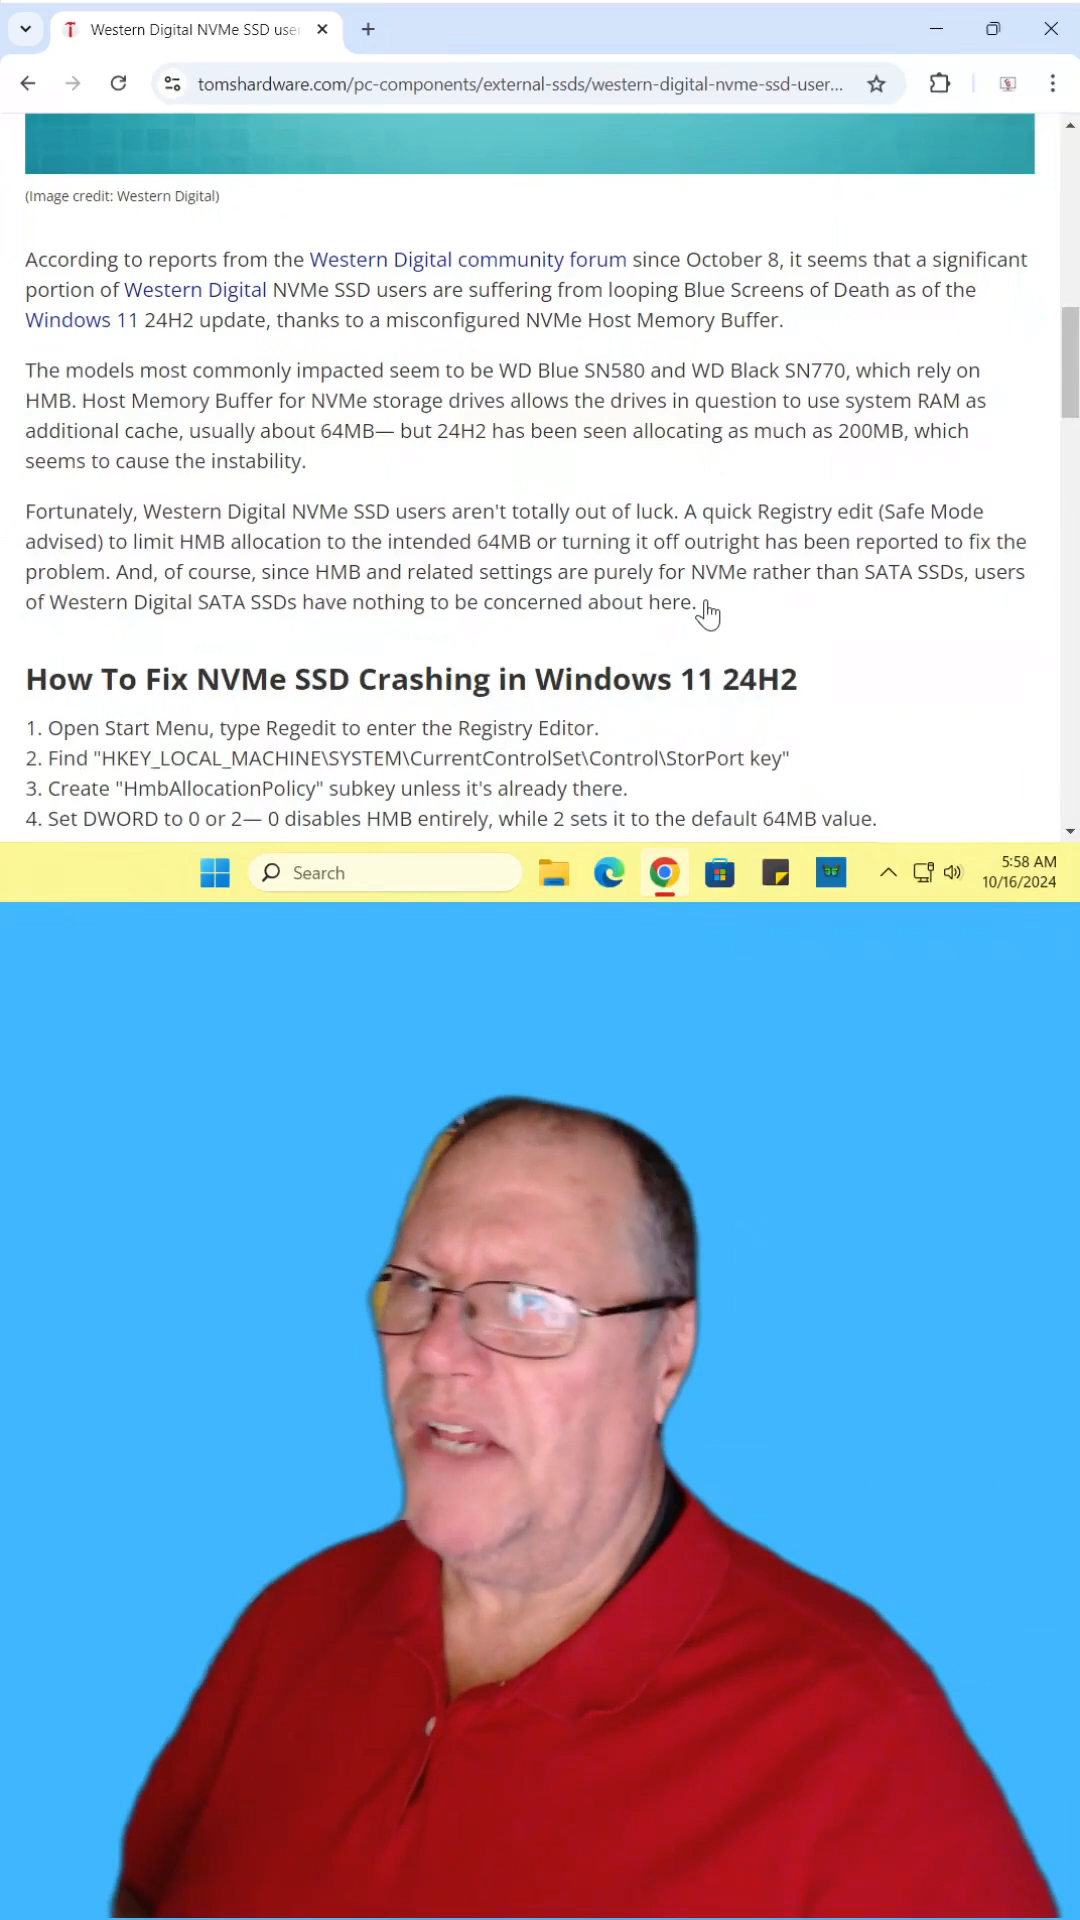 Western Digital NVMe SSD use
tomshardware.com/pc-components/external-ssds/western-digital-nvme-ssd-user...
(Image credit: Western Digital)
According to reports from the Western Digital community forum since October 8, it seems that a significant
portion of Western Digital NVMe SSD users are suffering from looping Blue Screens of Death as of the
Windows 11 24H2 update, thanks to a misconfigured NVMe Host Memory Buffer.
The models most commonly impacted seem to be WD Blue SN580 and WD Black SN770, which rely on
HMB. Host Memory Buffer for NVMe storage drives allows the drives in question to use system RAM as
additional cache, usually about 64MB— but 24H2 has been seen allocating as much as 200MB, which
seems to cause the instability.
Fortunately, Western Digital NVMe SSD users aren't totally out of luck. A quick Registry edit (Safe Mode
advised) to limit HMB allocation to the intended 64MB or turning it off outright has been reported to fix the
problem. And, of course, since HMB and related settings are purely for NVMe rather than SATA SSDs, users
of Western Digital SATA SSDs have nothing to be concerned about here.
How To Fix NVMe SSD Crashing in Windows 11 24H2
1. Open Start Menu, type Regedit to enter the Registry Editor.
2. Find "HKEY_LOCAL_MACHINE\SYSTEM\CurrentControlSet\Control\StorPort key"
3. Create "HmbAllocationPolicy" subkey unless it's already there.
4. Set DWORD to 0 or 2— 0 disables HMB entirely, while 2 sets it to the default 64MB value.
Search
5:58 AM
10/16/2024